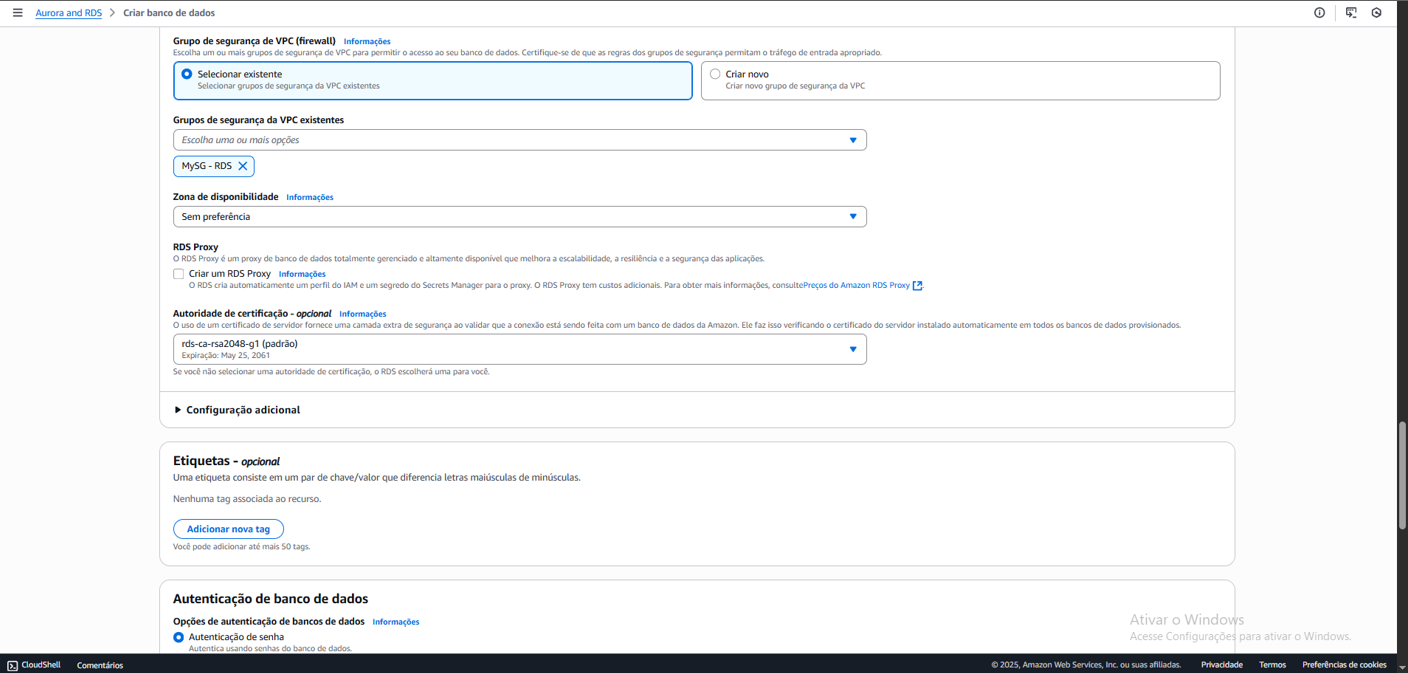 Aurora and RDS > Criar banco de dados
Grupo de segurança de VPC (firewall) Informações
Escolha um ou mais grupos de segurança de VPC para permitir o acesso ao seu banco de dados. Certifique-se de que as regras dos grupos de segurança permitam o tráfego de entrada apropriado.
Selecionar existente
Selecionar grupos de segurança da VPC existentes
Criar novo
Criar novo grupo de segurança da VPC
Grupos de segurança da VPC existentes
Escolha uma ou mais opções
MySG - RDS
Zona de disponibilidade Informações
Sem preferência
RDS Proxy
O RDS Proxy é um proxy de banco de dados totalmente gerenciado e altamente disponível que melhora a escalabilidade, a resiliência e a segurança das aplicações.
Criar um RDS Proxy Informações
O RDS cria automaticamente um perfil do IAM e um segredo do Secrets Manager para o proxy. O RDS Proxy tem custos adicionais. Para obter mais informações, consultePreços do Amazon RDS Proxy.
Autoridade de certificação - opcional Informações
O uso de um certificado de servidor fornece uma camada extra de segurança ao validar que a conexão está sendo feita com um banco de dados da Amazon. Ele faz isso verificando o certificado do servidor instalado automaticamente em todos os bancos de dados provisionados.
rds-ca-rsa2048-g1 (padrão)
Expiração: May 25, 2061
Se você não selecionar uma autoridade de certificação, o RDS escolherá uma para você.
Configuração adicional
Etiquetas - opcional
Uma etiqueta consiste em um par de chave/valor que diferencia letras maiúsculas de minúsculas.
Nenhuma tag associada ao recurso.
Adicionar nova tag
Você pode adicionar até mais 50 tags.
Autenticação de banco de dados
Opções de autenticação de bancos de dados Informações
Autenticação de senha
Autentica usando senhas do banco de dados.
Ativar o Windows
Acesse Configurações para ativar o Windows.
CloudShell Comentários © 2025, Amazon Web Services, Inc. ou suas afiliadas. Privacidade Termos Preferências de cookies